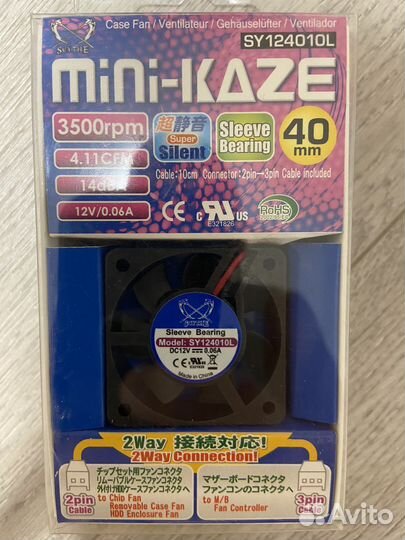 Case Fan / Ventilateur / Gehäuselüfter / Ventilador
SCYTHE
SY124010L
mini-KAZE
3500rpm
4.11CFM
14dBA
12V/0.06A
超静音
Super
Silent
Sleeve
Bearing
40
mm
Cable:10cm Connector:2pin→3pin Cable included
CE
C
US
E321826
RoHS
Sleeve Bearing
Model: SY124010L
DC12V 0.06A
CE
E321826
Made in China
2Way 接続対応!
2Way Connection!
チップセット用ファンコネクタ
リムーバブルケースファンコネクタ
外付けHDDケースファンコネクタへ
2pin
Cable
to Chip Fan
Removable Case Fan
HDD Enclosure Fan
マザーボードコネクタ
ファンコンのコネクタへ
to M/B
Fan Controller
3pin
Cable
Avito